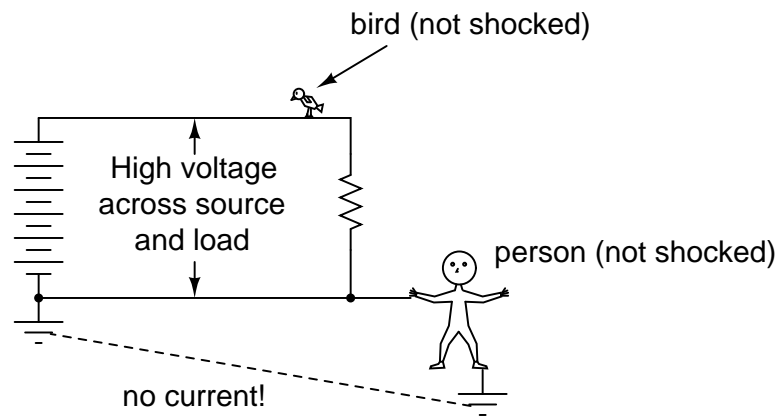 bird (not shocked)
High voltage
across source
and load
person (not shocked)
no current!